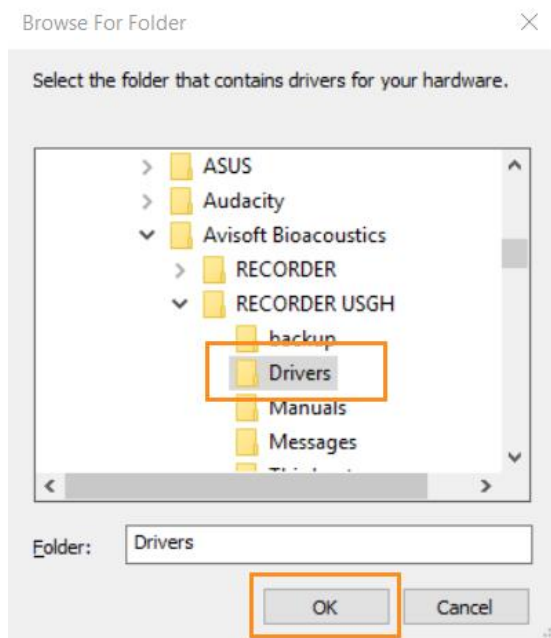 Browse For Folder
Select the folder that contains drivers for your hardware.
ASUS
Audacity
Avisoft Bioacoustics
RECORDER
RECORDER USGH
backup
Drivers
Manuals
Messages
Folder: Drivers
OK Cancel